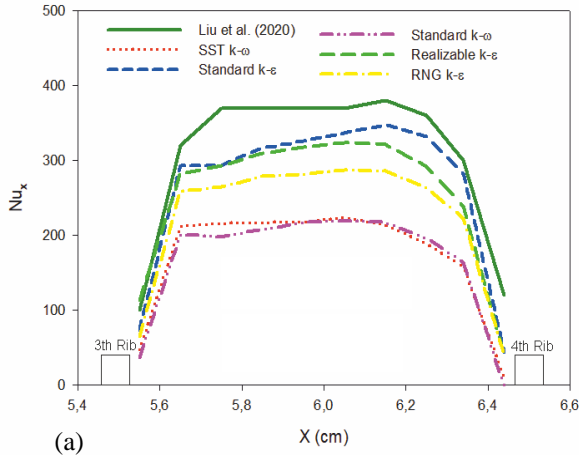 500
400
300
200
100
0
Nuₓ
Liu et al. (2020)
SST k-ω
Standard k-ε
Standard k-ω
Realizable k-ε
RNG k-ε
3th Rib
4th Rib
5,4
5,6
5,8
6,0
6,2
6,4
6,6
X (cm)
(a)